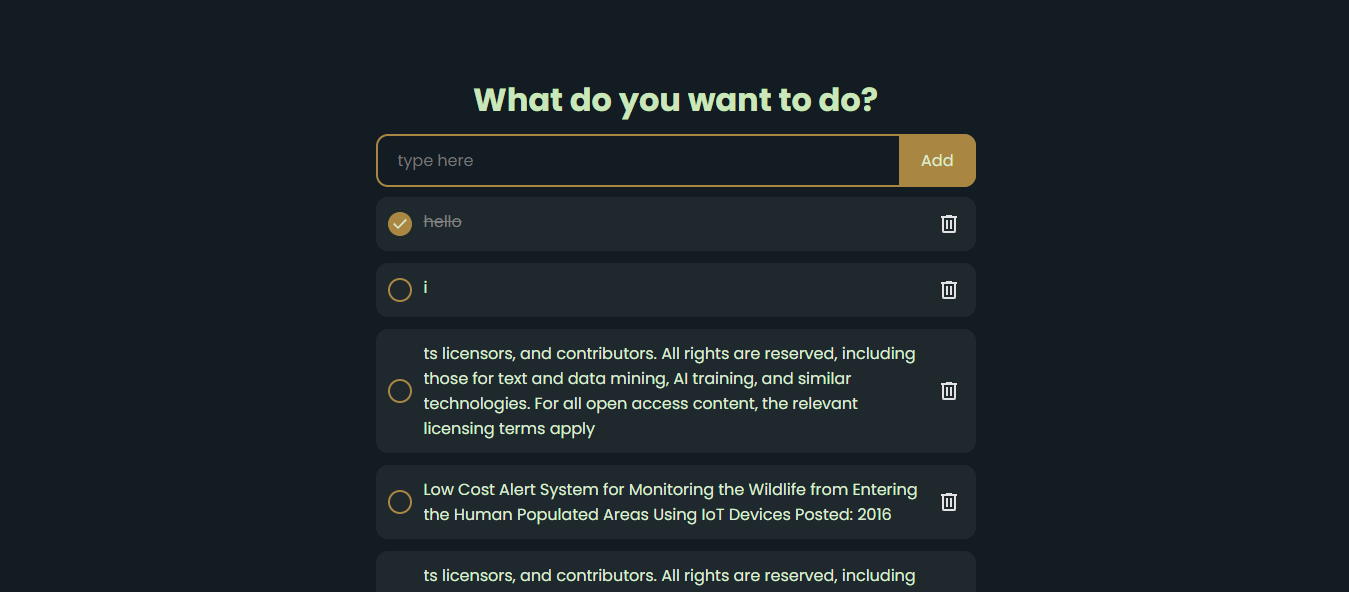 What do you want to do?
type here
Add
hello
i
ts licensors, and contributors. All rights are reserved, including
those for text and data mining, AI training, and similar
technologies. For all open access content, the relevant
licensing terms apply
Low Cost Alert System for Monitoring the Wildlife from Entering
the Human Populated Areas Using IoT Devices Posted: 2016
ts licensors, and contributors. All rights are reserved, including